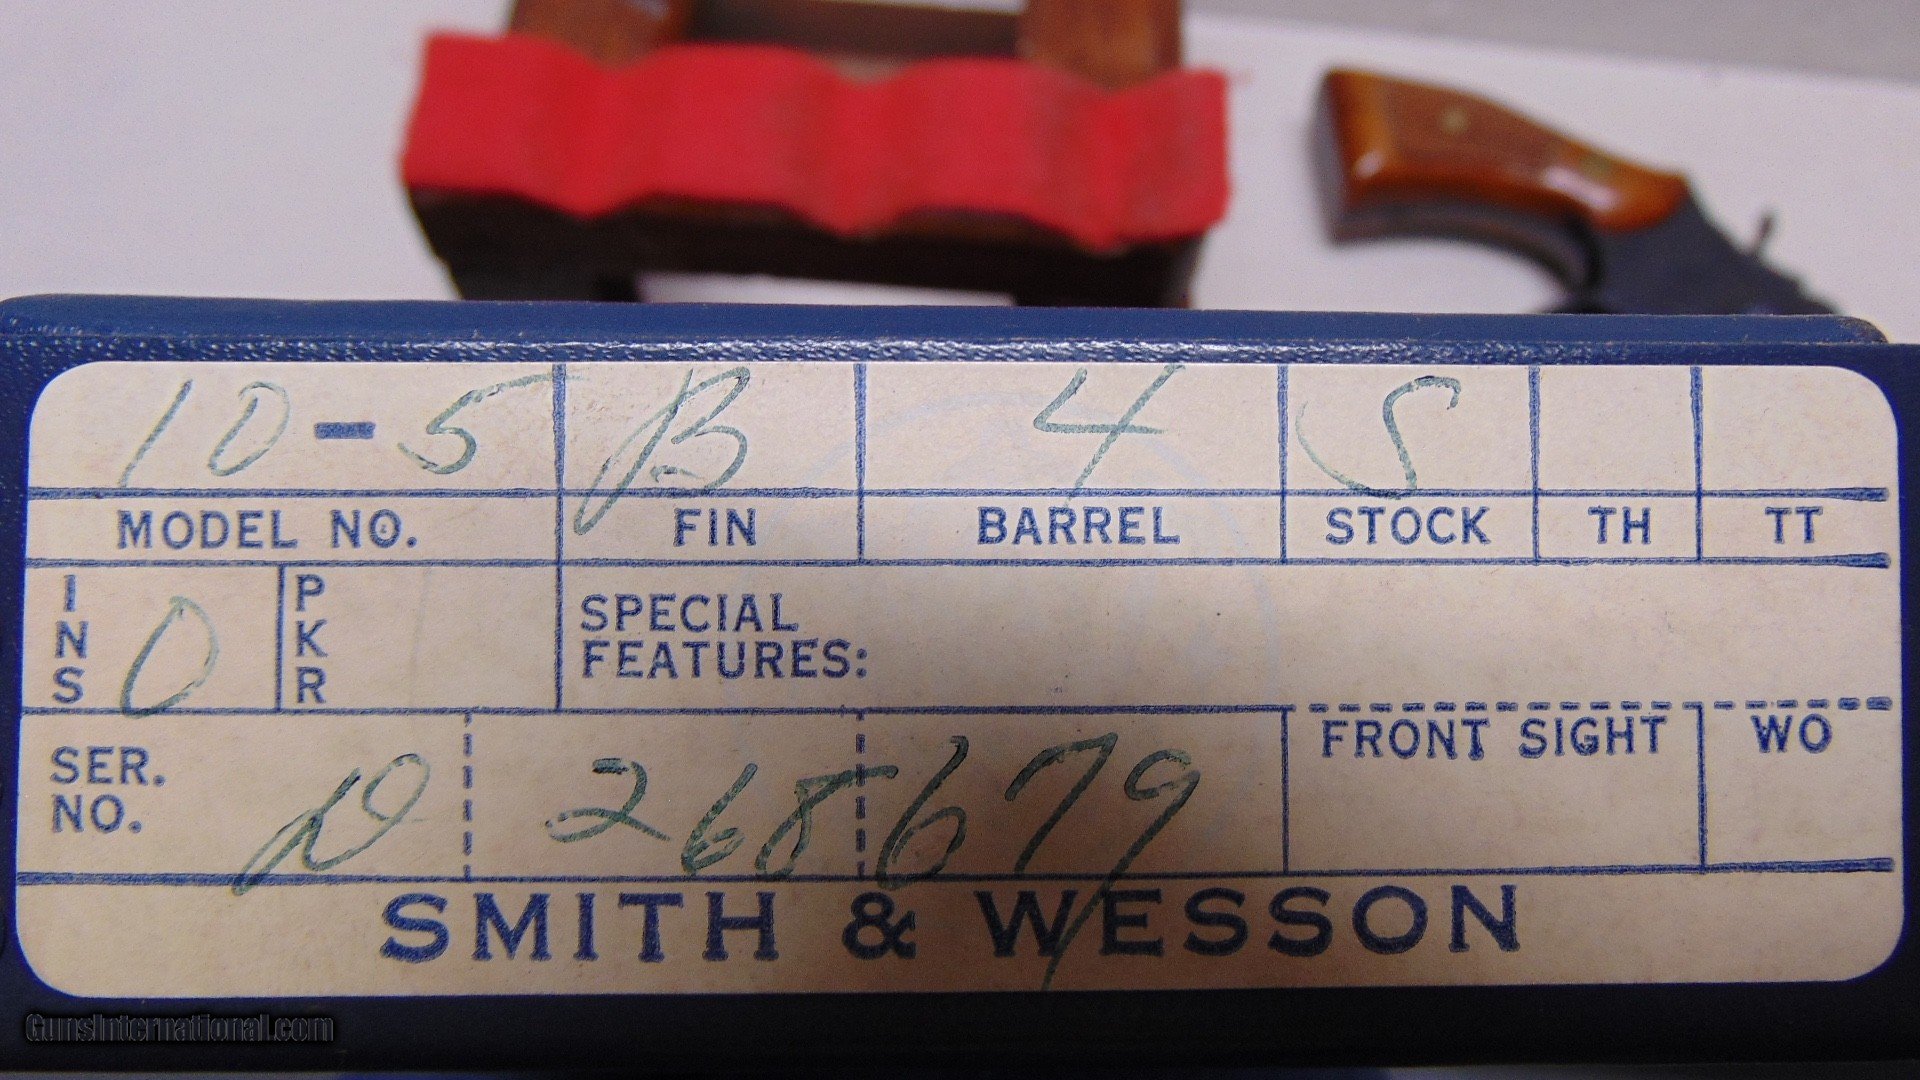 10-5 B 4 S
MODEL NO. FIN BARREL STOCK TH TT
INS O PKR SPECIAL
FEATURES:
SER. NO. D 268679 FRONT SIGHT WO
SMITH & WESSON
GunsInternational.com